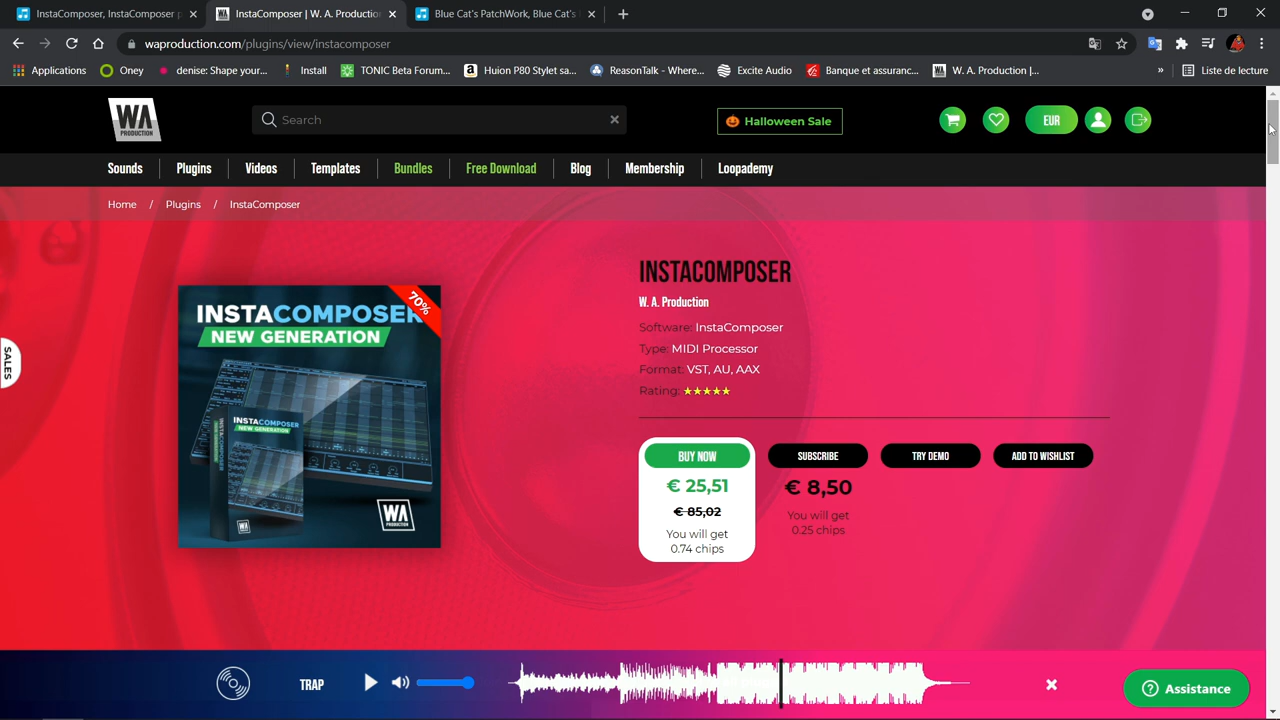 InstaComposer, InstaComposer p
InstaComposer | W. A. Productio
Blue Cat's PatchWork, Blue Cat's
waproduction.com/plugins/view/instacomposer
Applications
Oney
denise: Shape your...
Install
TONIC Beta Forum...
Huion P80 Stylet sa...
ReasonTalk - Where...
Excite Audio
Banque et assuranc...
W. A. Production |...
»
Liste de lecture
WA
PRODUCTION
Search
Halloween Sale
EUR
Sounds
Plugins
Videos
Templates
Bundles
Free Download
Blog
Membership
Loopademy
Home / Plugins / InstaComposer
SALES
70%
INSTACOMPOSER
NEW GENERATION
INSTACOMPOSER
NEW GENERATION
WA
PRODUCTION
INSTACOMPOSER
W. A. Production
Software: InstaComposer
Type: MIDI Processor
Format: VST, AU, AAX
Rating: ★★★★★
BUY NOW
€ 25,51
€ 85,02
You will get
0.74 chips
SUBSCRIBE
€ 8,50
You will get
0.25 chips
TRY DEMO
ADD TO WISHLIST
TRAP
Assistance